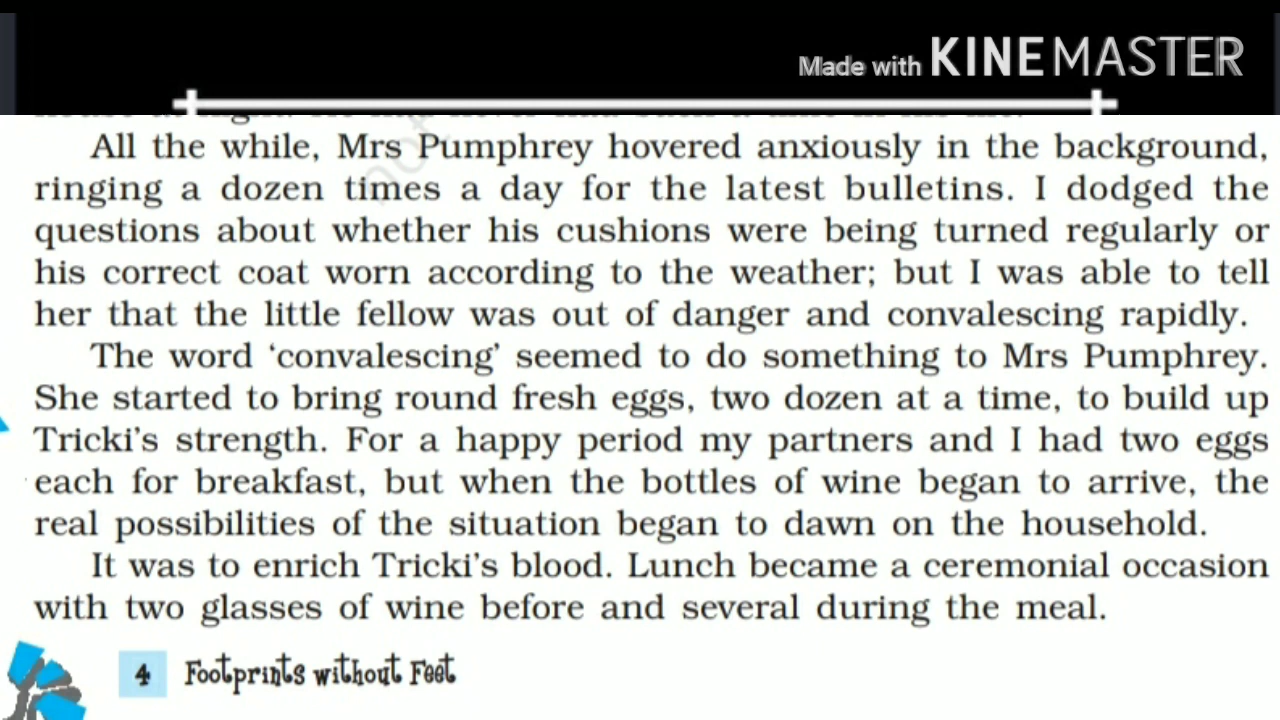 Made with KINEMASTER
All the while, Mrs Pumphrey hovered anxiously in the background,
ringing a dozen times a day for the latest bulletins. I dodged the
questions about whether his cushions were being turned regularly or
his correct coat worn according to the weather; but I was able to tell
her that the little fellow was out of danger and convalescing rapidly.
The word ‘convalescing’ seemed to do something to Mrs Pumphrey.
She started to bring round fresh eggs, two dozen at a time, to build up
Tricki’s strength. For a happy period my partners and I had two eggs
each for breakfast, but when the bottles of wine began to arrive, the
real possibilities of the situation began to dawn on the household.
It was to enrich Tricki’s blood. Lunch became a ceremonial occasion
with two glasses of wine before and several during the meal.
4 Footprints without Feet